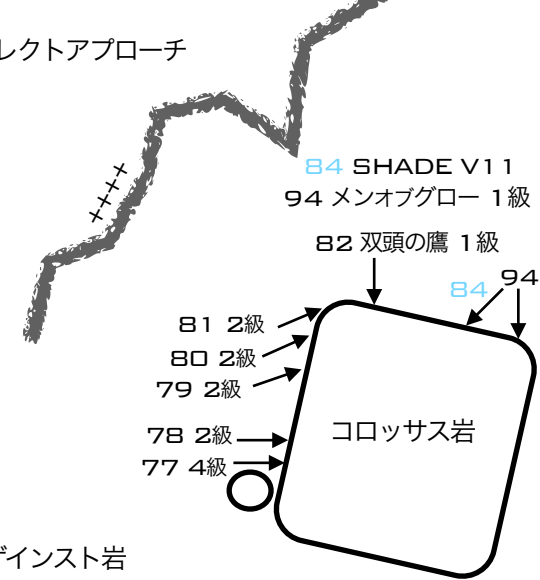 レクトアプローチ
84 SHADE V11
94 メンオブグロー 1級
82 双頭の鷹 1級
94
84
81 2級
80 2級
79 2級
78 2級
コロッサス岩
77 4級
インスト岩